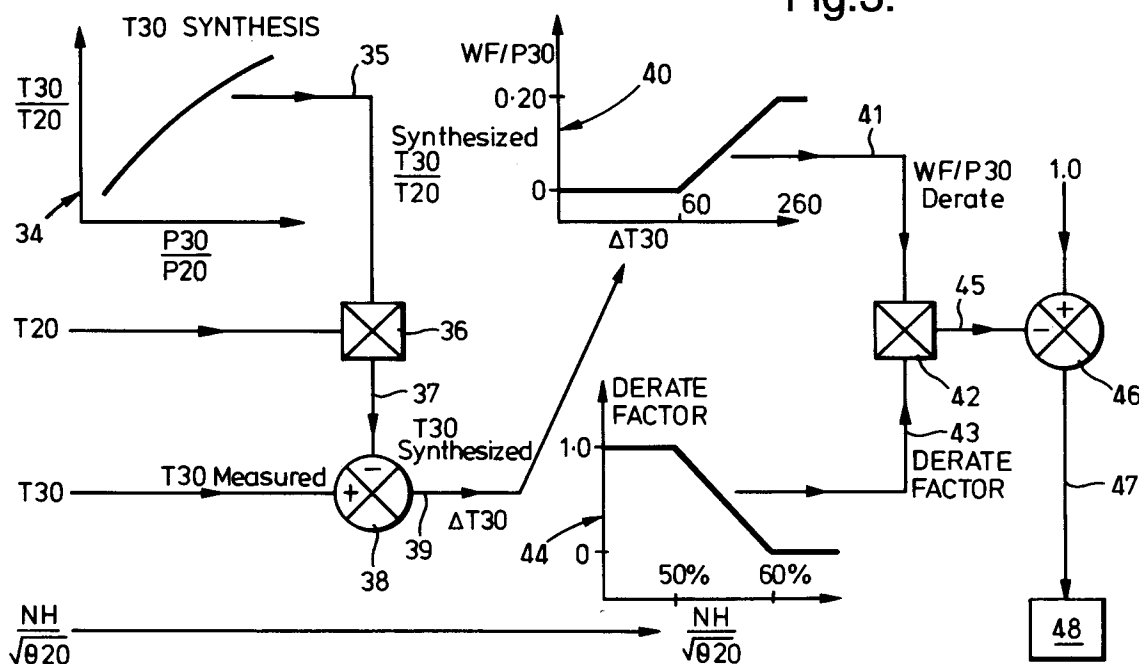 Fig.3.
T30 SYNTHESIS
T30
T20
34
P30
P20
35
Synthesized
T30
T20
WF/P30
0·20
0
40
60
260
ΔT30
41
WF/P30
Derate
1.0
T20
36
37
T30
Synthesized
T30
T30 Measured
+
−
38
39
ΔT30
DERATE
FACTOR
1.0
0
44
50%
60%
NH
√θ20
NH
√θ20
42
43
DERATE
FACTOR
45
+
−
46
47
48